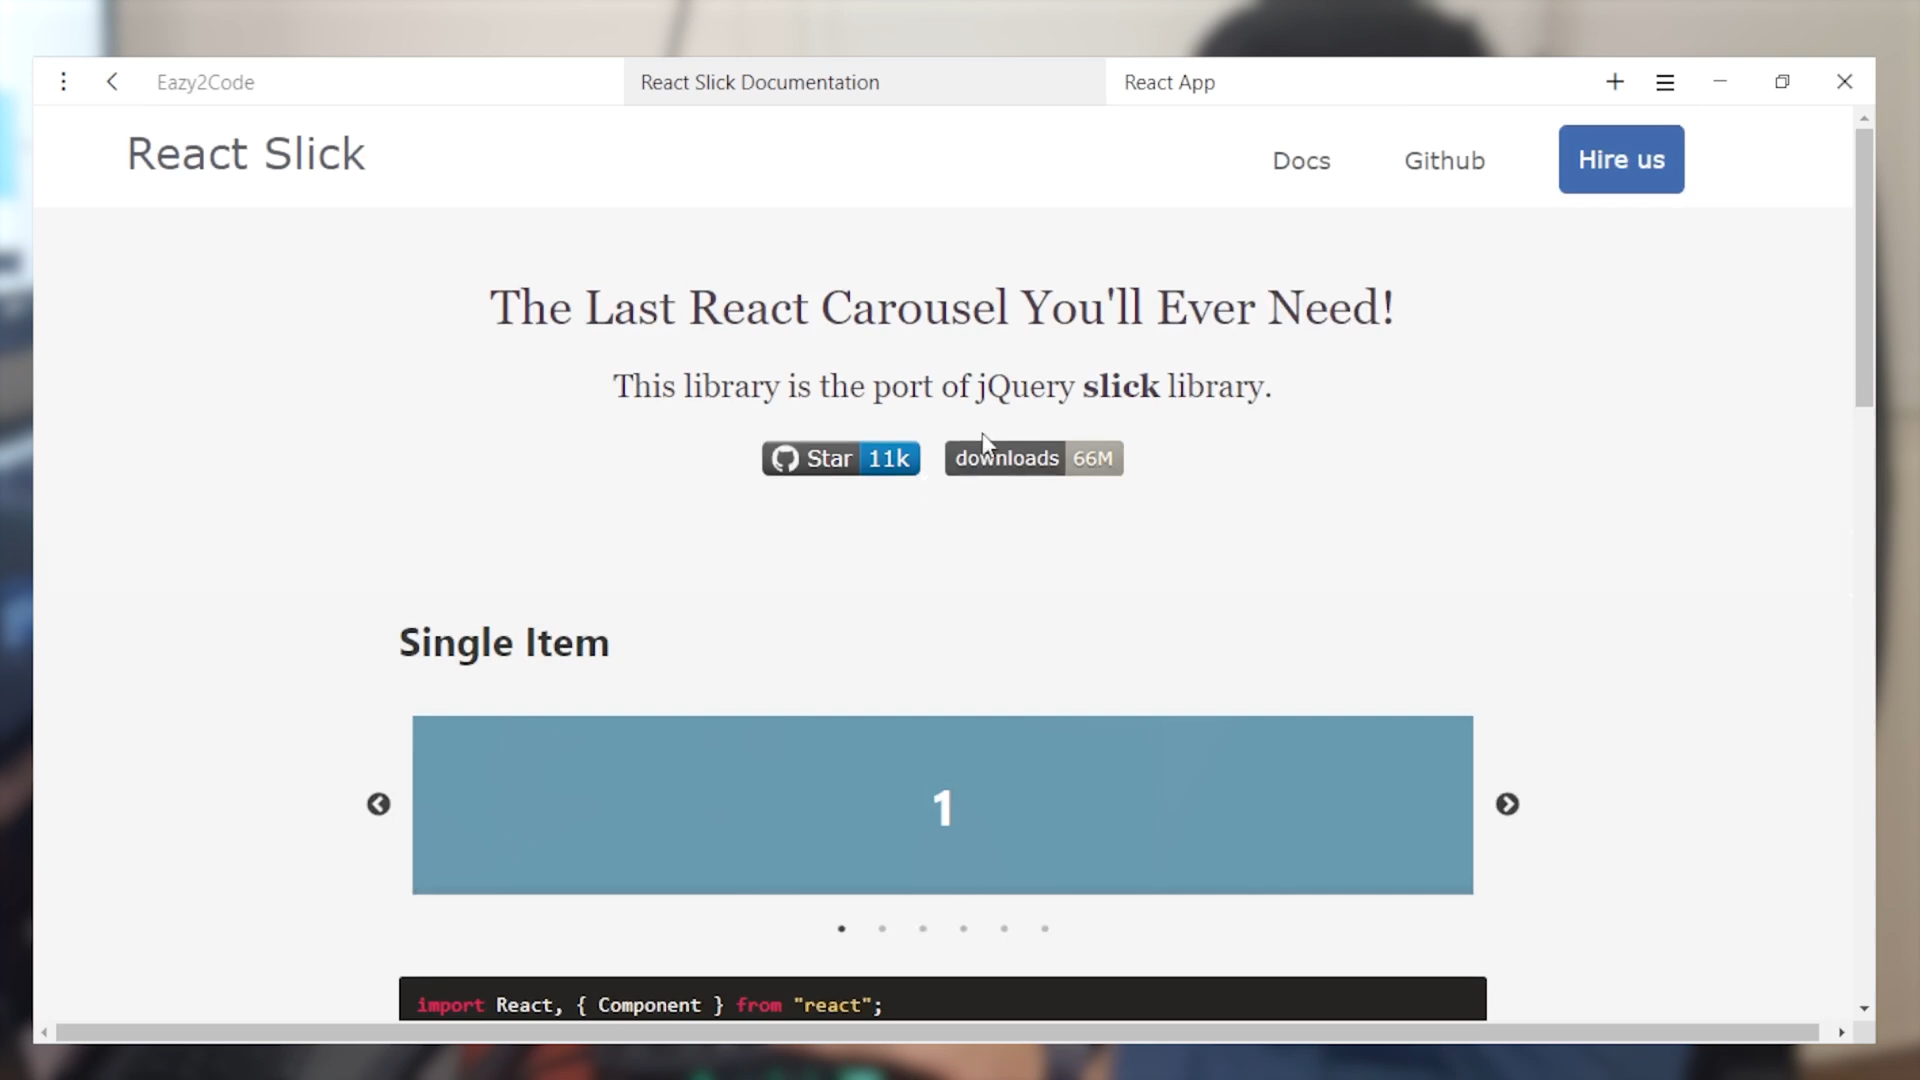 Eazy2Code
React Slick Documentation
React App
React Slick
Docs
Github
Hire us
The Last React Carousel You'll Ever Need!
This library is the port of jQuery slick library.
Star 11k
downloads 66M
Single Item
1
import React, { Component } from "react";